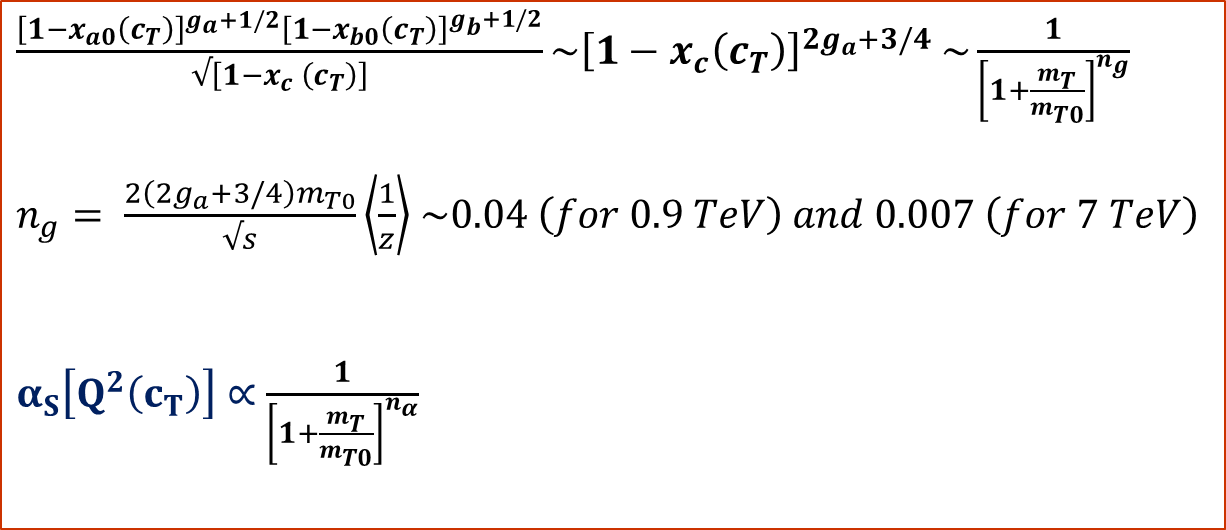 [1−x_{a0}(c_T)]^{g_a+1/2}[1−x_{b0}(c_T)]^{g_b+1/2} / √[1−x_c (c_T)] ~ [1 − x_c(c_T)]^{2g_a+3/4} ~ 1 / [1+ m_T/m_{T0}]^{n_g}
n_g = 2(2g_a+3/4)m_{T0} / √s ⟨1/z⟩ ~0.04 (for 0.9 TeV) and 0.007 (for 7 TeV)
α_S[Q^2(c_T)] ∝ 1 / [1+ m_T/m_{T0}]^{n_α}